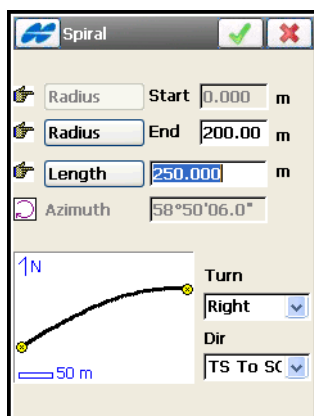 Spiral
Radius Start 0.000 m
Radius End 200.00 m
Length 250.000 m
Azimuth 58°50'06.0"
N
Turn
Right
Dir
TS To SC
50 m